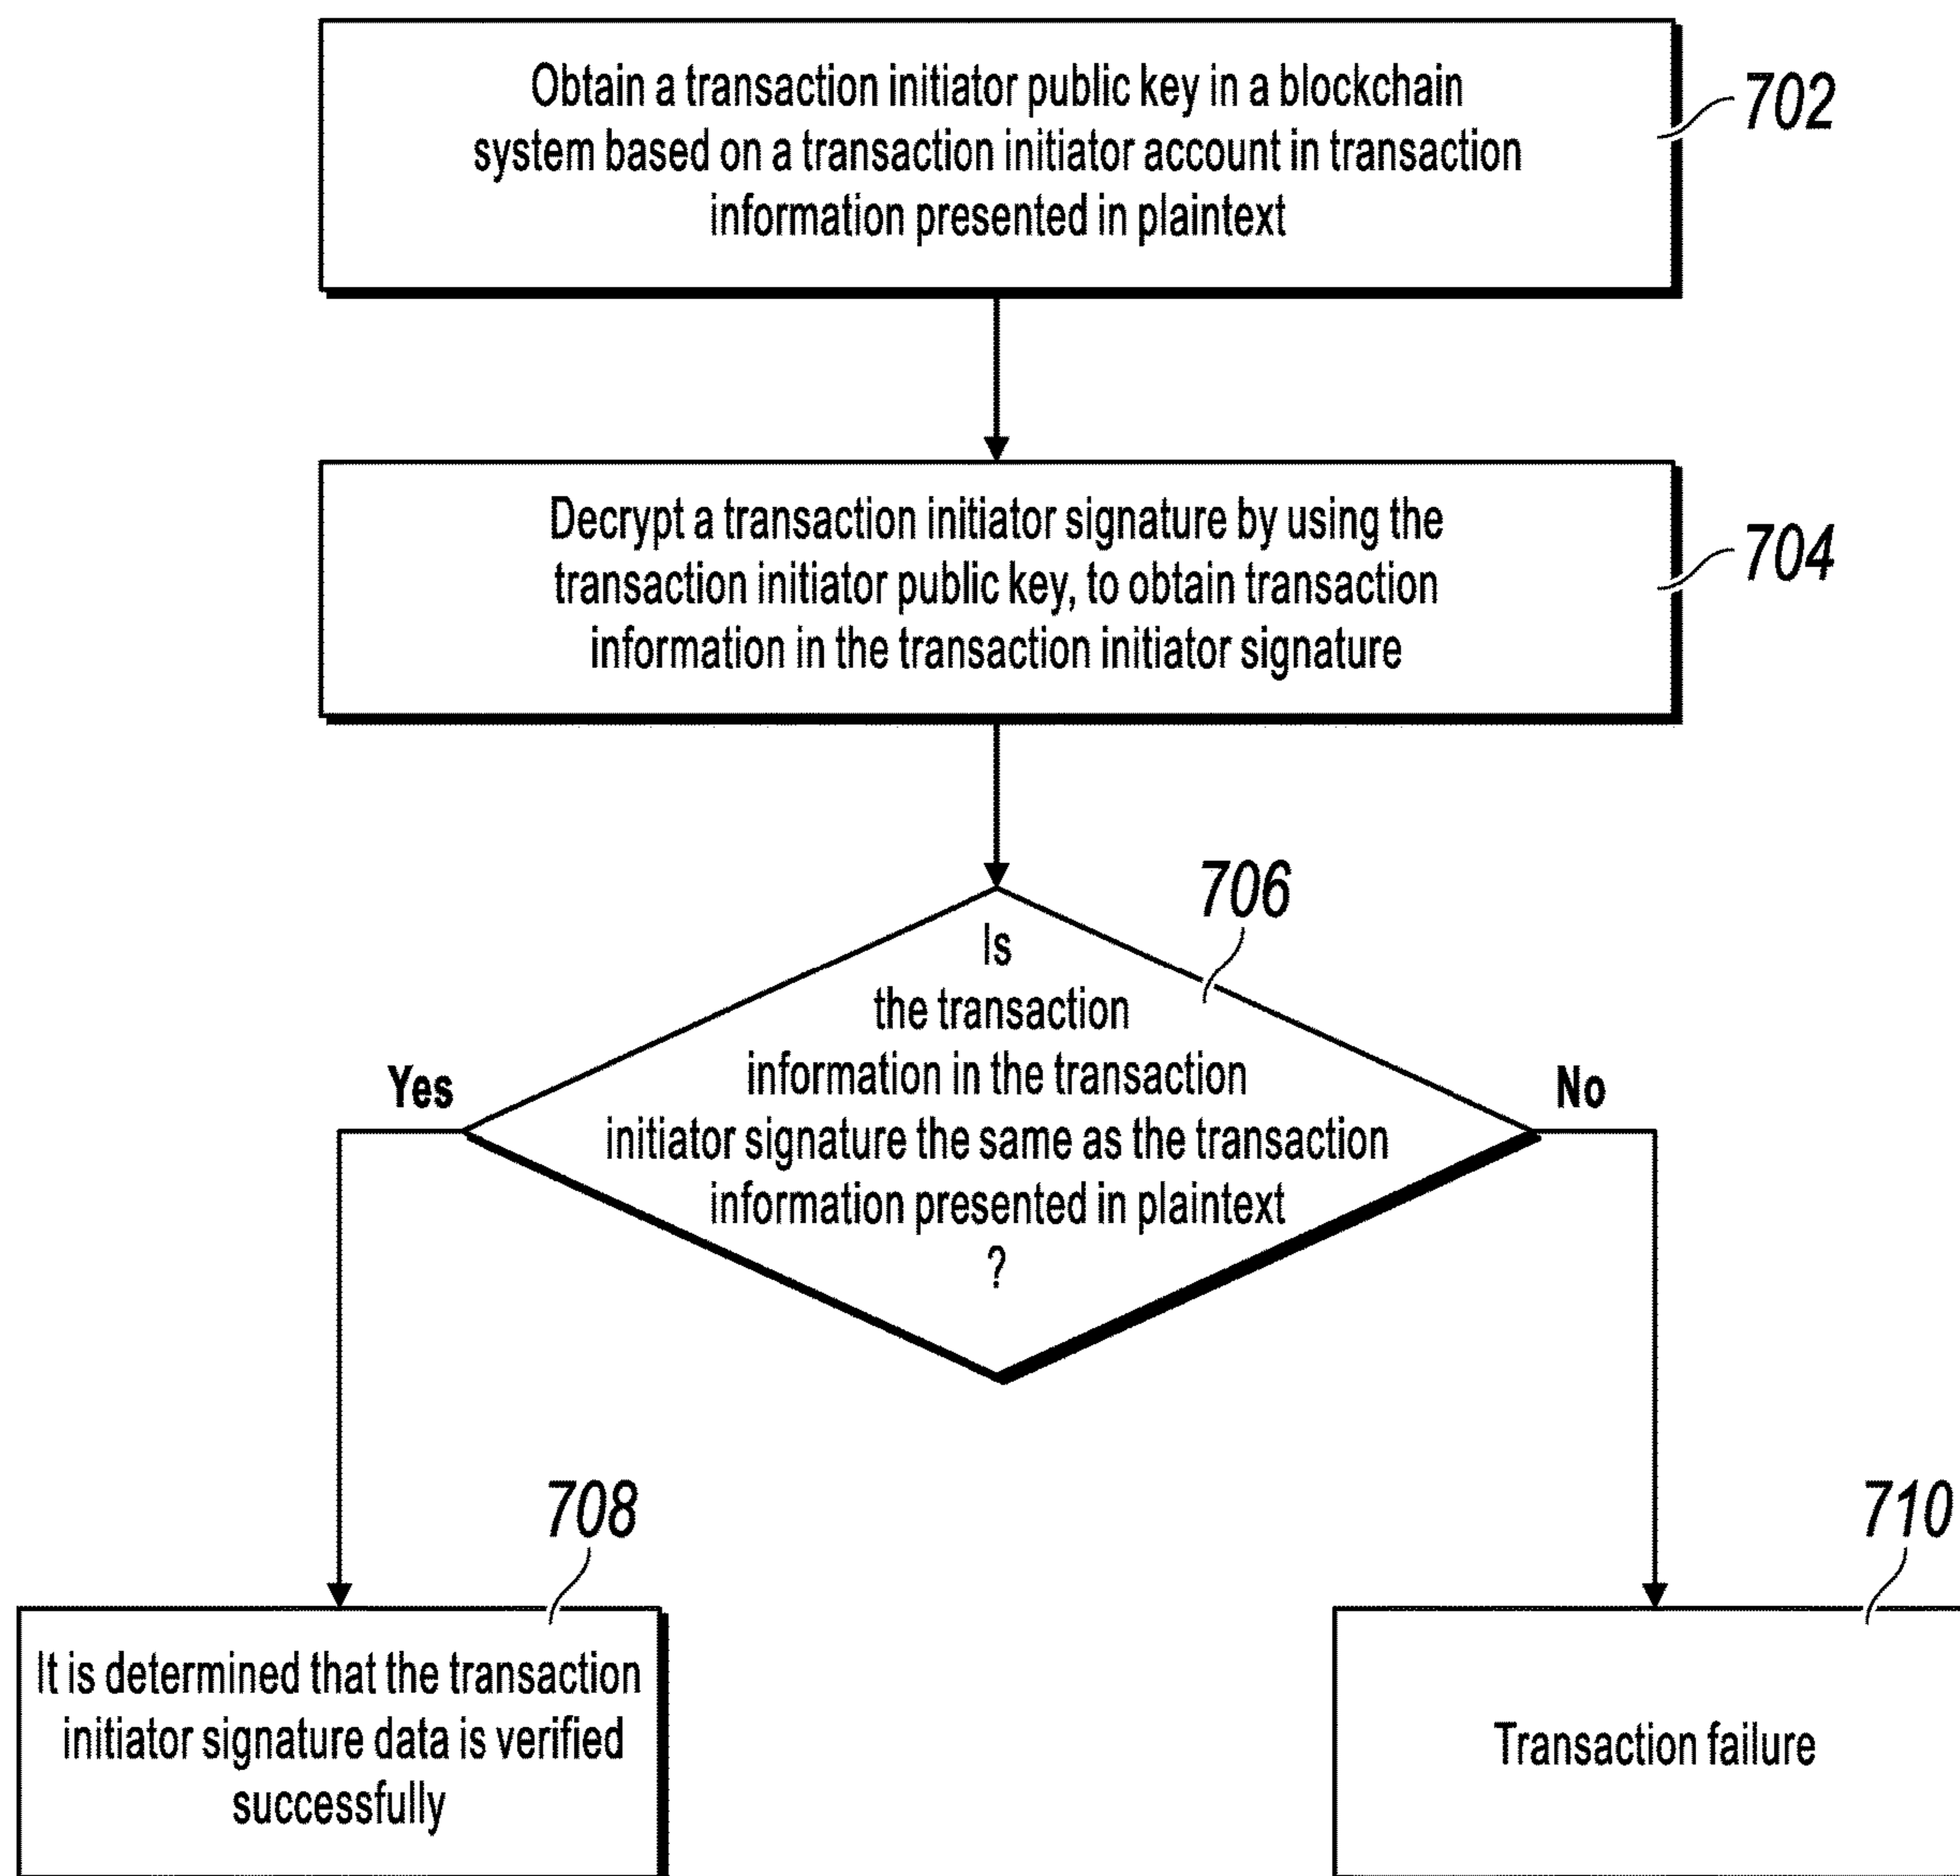 Obtain a transaction initiator public key in a blockchain
system based on a transaction initiator account in transaction
information presented in plaintext
702
Decrypt a transaction initiator signature by using the
transaction initiator public key, to obtain transaction
information in the transaction initiator signature
704
706
Is
the transaction
information in the transaction
initiator signature the same as the transaction
information presented in plaintext
?
Yes
No
708
It is determined that the transaction
initiator signature data is verified
successfully
710
Transaction failure